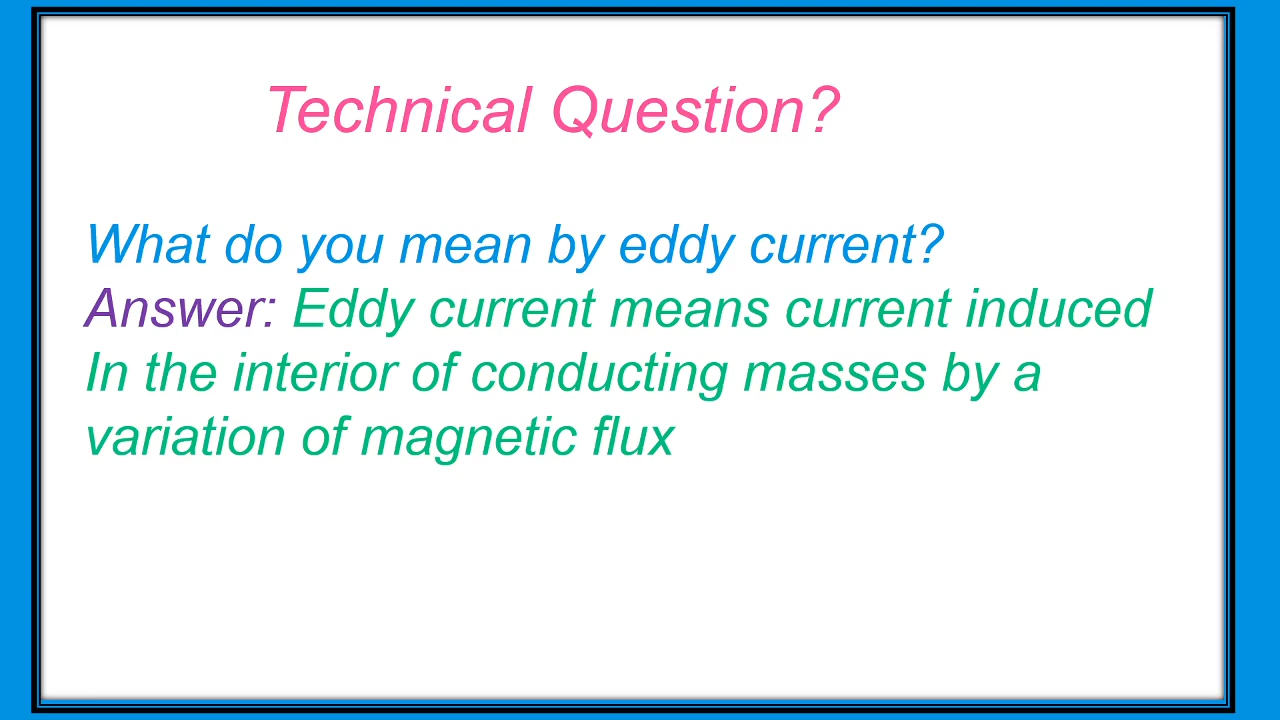 Technical Question?
What do you mean by eddy current?
Answer: Eddy current means current induced
In the interior of conducting masses by a
variation of magnetic flux